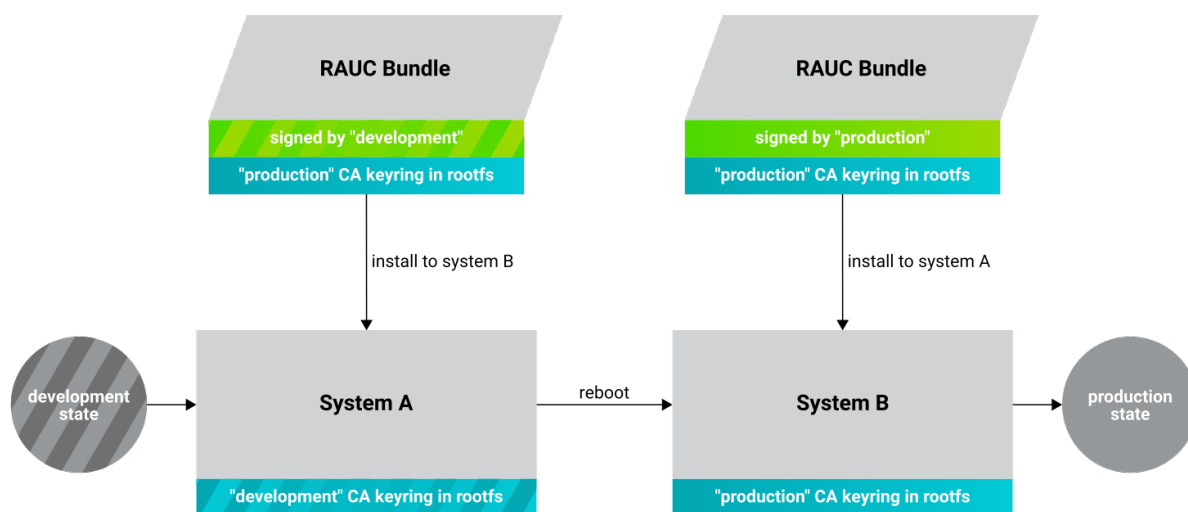 RAUC Bundle
signed by "development"
"production" CA keyring in rootfs
RAUC Bundle
signed by "production"
"production" CA keyring in rootfs
install to system B
install to system A
development
state
System A
"development" CA keyring in rootfs
reboot
System B
"production" CA keyring in rootfs
production
state